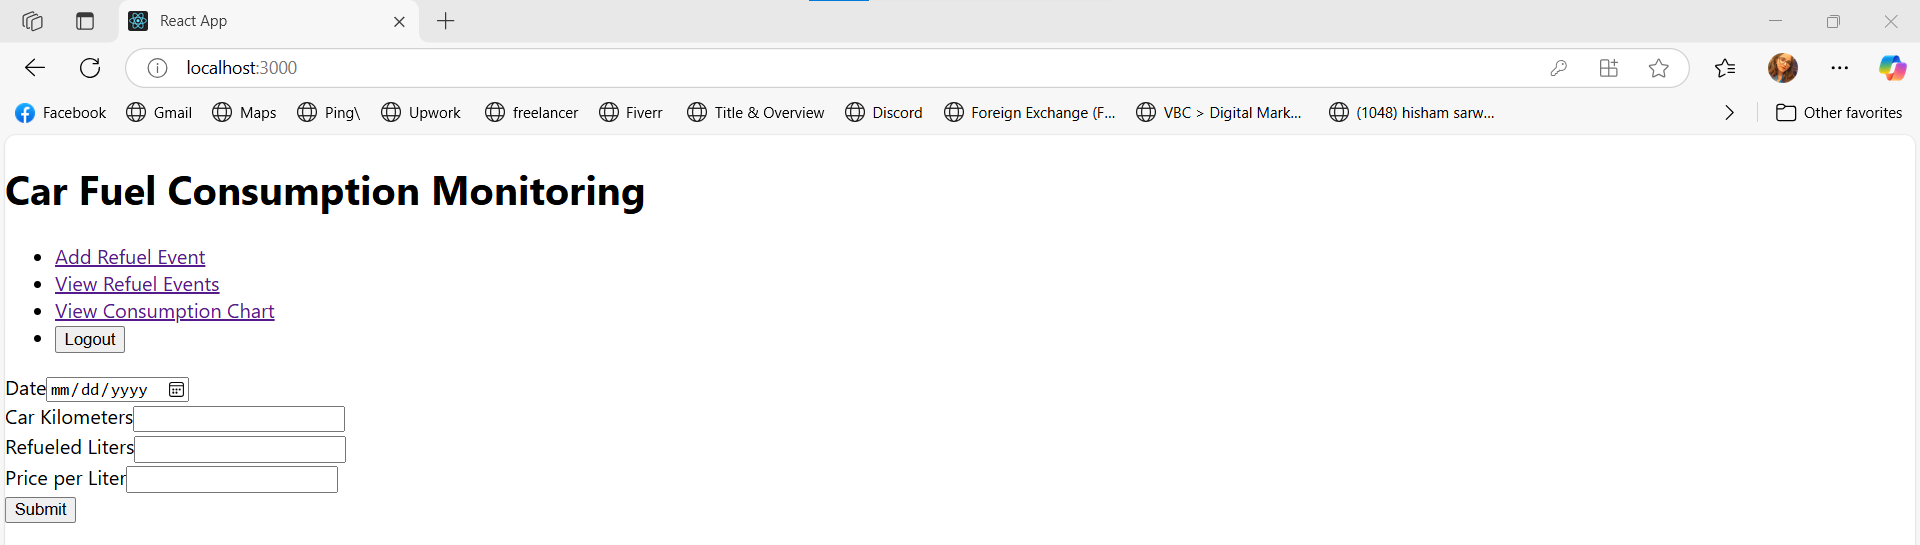 React App
localhost:3000
Facebook Gmail Maps Ping\ Upwork freelancer Fiverr Title & Overview Discord Foreign Exchange (F... VBC > Digital Mark... (1048) hisham sarw... Other favorites
Car Fuel Consumption Monitoring
Add Refuel Event
View Refuel Events
View Consumption Chart
Logout
Date mm/dd/yyyy
Car Kilometers
Refueled Liters
Price per Liter
Submit